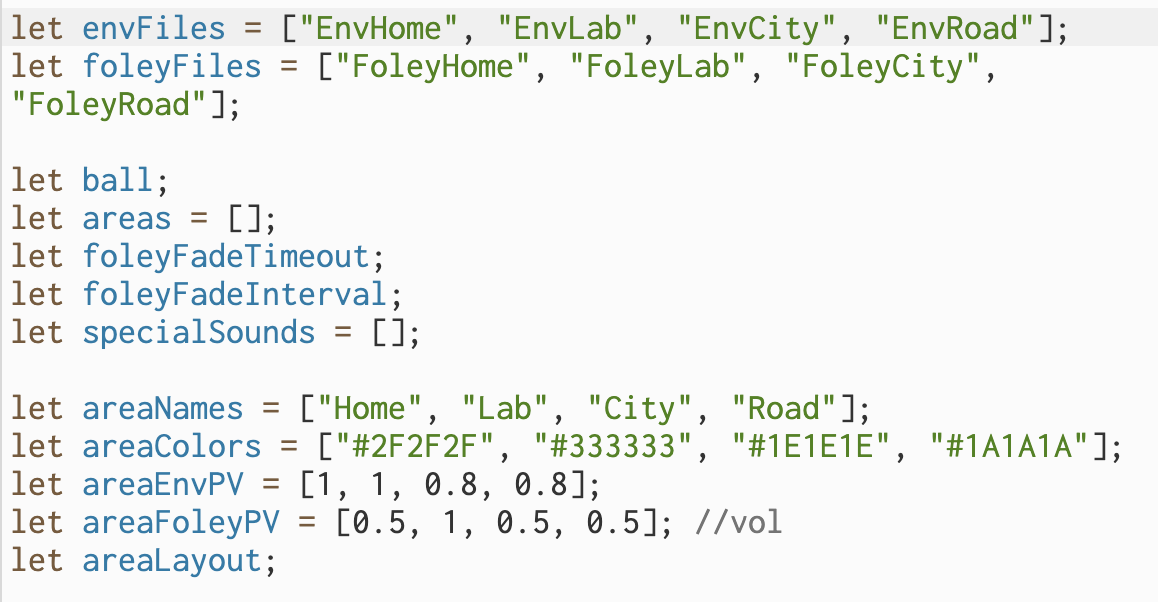 let envFiles = ["EnvHome", "EnvLab", "EnvCity", "EnvRoad"];
let foleyFiles = ["FoleyHome", "FoleyLab", "FoleyCity",
"FoleyRoad"];
let ball;
let areas = [];
let foleyFadeTimeout;
let foleyFadeInterval;
let specialSounds = [];
let areaNames = ["Home", "Lab", "City", "Road"];
let areaColors = ["#2F2F2F", "#333333", "#1E1E1E", "#1A1A1A"];
let areaEnvPV = [1, 1, 0.8, 0.8];
let areaFoleyPV = [0.5, 1, 0.5, 0.5]; //vol
let areaLayout;